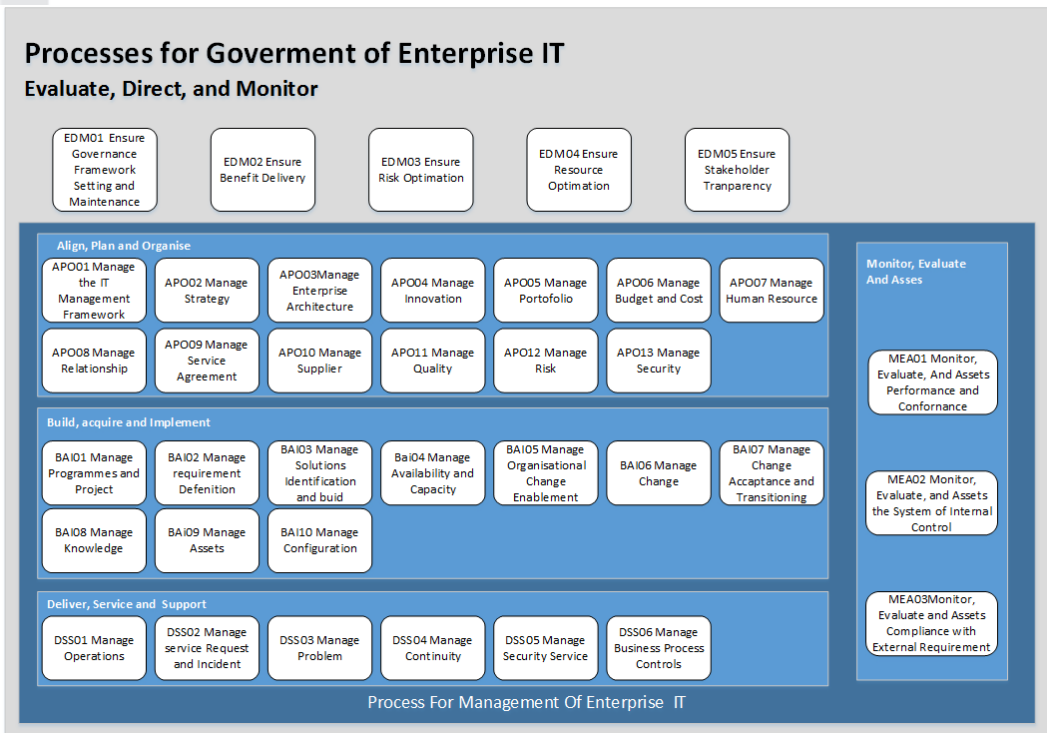 Processes for Goverment of Enterprise IT
Evaluate, Direct, and Monitor
EDM01 Ensure
Governance
Framework
Setting and
Maintenance
EDM02 Ensure
Benefit Delivery
EDM03 Ensure
Risk Optimation
EDM04 Ensure
Resource
Optimation
EDM05 Ensure
Stakeholder
Tranparency
Align, Plan and Organise
APO01 Manage
the IT
Management
Framework
APO02 Manage
Strategy
APO03Manage
Enterprise
Architecture
APO04 Manage
Innovation
APO05 Manage
Portofolio
APO06 Manage
Budget and Cost
APO07 Manage
Human Resource
APO08 Manage
Relationship
APO09 Manage
Service
Agreement
APO10 Manage
Supplier
APO11 Manage
Quality
APO12 Manage
Risk
APO13 Manage
Security
Build, acquire and Implement
BAI01 Manage
Programmes and
Project
BAI02 Manage
requirement
Defenition
BAI03 Manage
Solutions
Identification
and buid
Bai04 Manage
Availability and
Capacity
BAI05 Manage
Organisational
Change
Enablement
BAI06 Manage
Change
BAI07 Manage
Change
Accaptance and
Transitioning
BAI08 Manage
Knowledge
BAi09 Manage
Assets
BAI10 Manage
Configuration
Deliver, Service and Support
DSS01 Manage
Operations
DSS02 Manage
service Request
and Incident
DSS03 Manage
Problem
DSS04 Manage
Continuity
DSS05 Manage
Security Service
DSS06 Manage
Business Process
Controls
Monitor, Evaluate
And Asses
MEA01 Monitor,
Evaluate, And Assets
Performance and
Confornance
MEA02 Monitor,
Evaluate, and Assets
the System of Internal
Control
MEA03Monitor,
Evaluate and Assets
Compliance with
External Requirement
Process For Management Of Enterprise IT